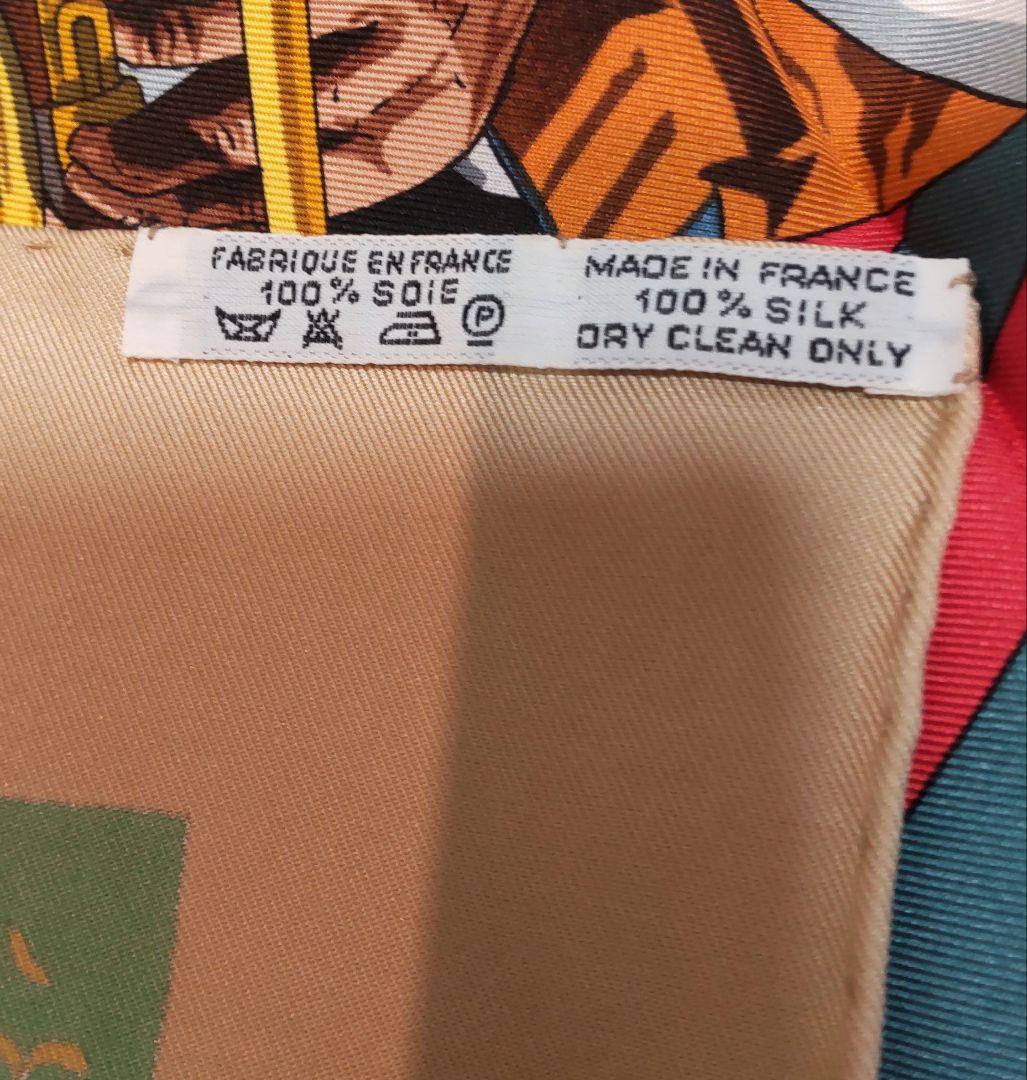 FABRIQUE EN FRANCE
100% SOIE
P
MADE IN FRANCE
100% SILK
DRY CLEAN ONLY